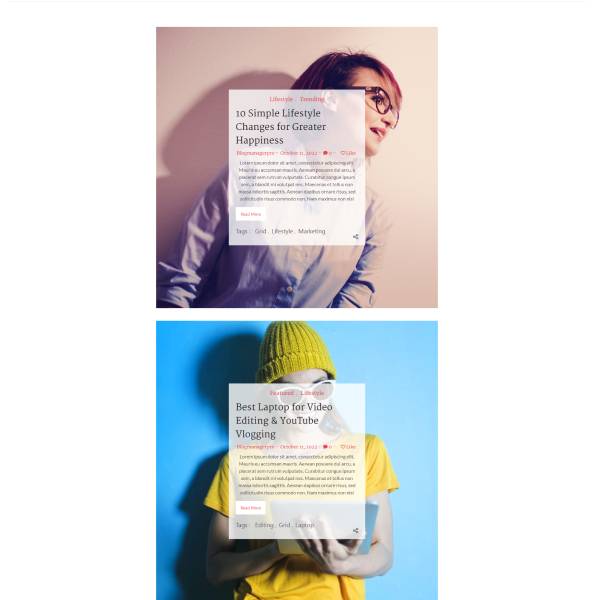 Lifestyle . Trending
10 Simple Lifestyle
Changes for Greater
Happiness
Blogmanagerpro - October 11, 2022 - 0 - Like
Lorem ipsum dolor sit amet, consectetur adipiscing elit.
Mauris eu accumsan mauris. Aenean posuere dui arcu, a
placerat sem rutrum vulputate. Curabitur congue ipsum
sem, a blandit mi volutpat nec. Maecenas et tellus non
massa lobortis sagittis. Aenean dapibus ornare risus, sed
sollicitudin risus commodo non. Nam maximus non nisl
Read More
Tags : Grid , Lifestyle , Marketing
Featured . Lifestyle
Best Laptop for Video
Editing & YouTube
Vlogging
Blogmanagerpro - October 11, 2022 - 0 - Like
Lorem ipsum dolor sit amet, consectetur adipiscing elit.
Mauris eu accumsan mauris. Aenean posuere dui arcu, a
placerat sem rutrum vulputate. Curabitur congue ipsum
sem, a blandit mi volutpat nec. Maecenas et tellus non
massa lobortis sagittis. Aenean dapibus ornare risus, sed
sollicitudin risus commodo non. Nam maximus non nisl
Read More
Tags : Editing , Grid , Laptop